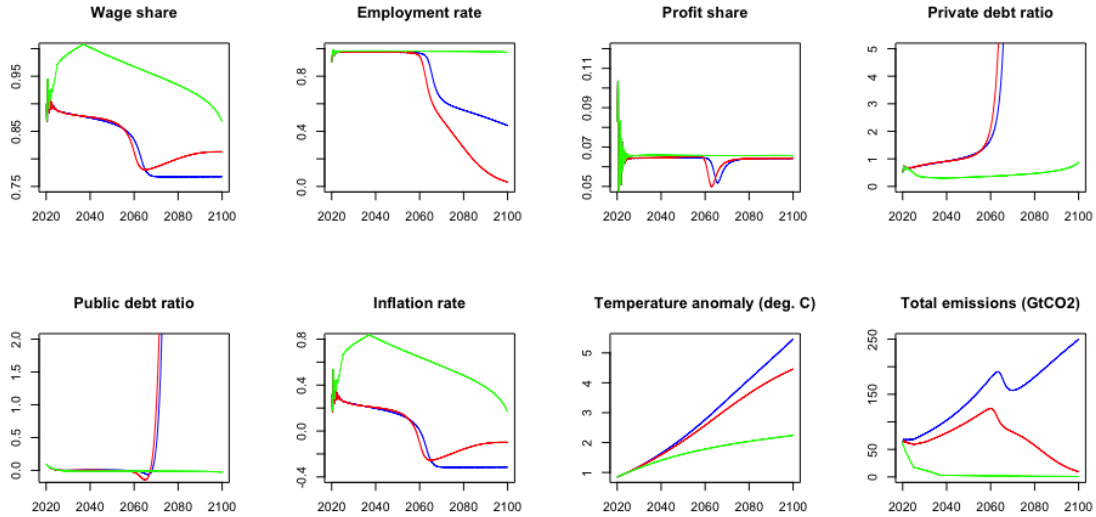 Wage share
0.95
0.85
0.75
2020 2040 2060 2080 2100
Employment rate
0.8
0.4
0.0
2020 2040 2060 2080 2100
Profit share
0.11
0.09
0.07
0.05
2020 2040 2060 2080 2100
Private debt ratio
5
4
3
2
1
0
2020 2040 2060 2080 2100
Public debt ratio
2.0
1.5
1.0
0.5
0.0
2020 2040 2060 2080 2100
Inflation rate
0.8
0.4
0.0
-0.4
2020 2040 2060 2080 2100
Temperature anomaly (deg. C)
5
4
3
2
1
2020 2040 2060 2080 2100
Total emissions (GtCO2)
250
150
50
0
2020 2040 2060 2080 2100